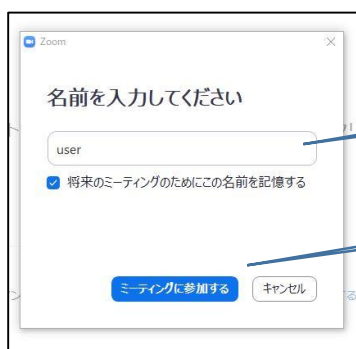 Zoom
名前を入力してください
user
将来のミーティングのためにこの名前を記憶する
ミーティングに参加する
キャンセル